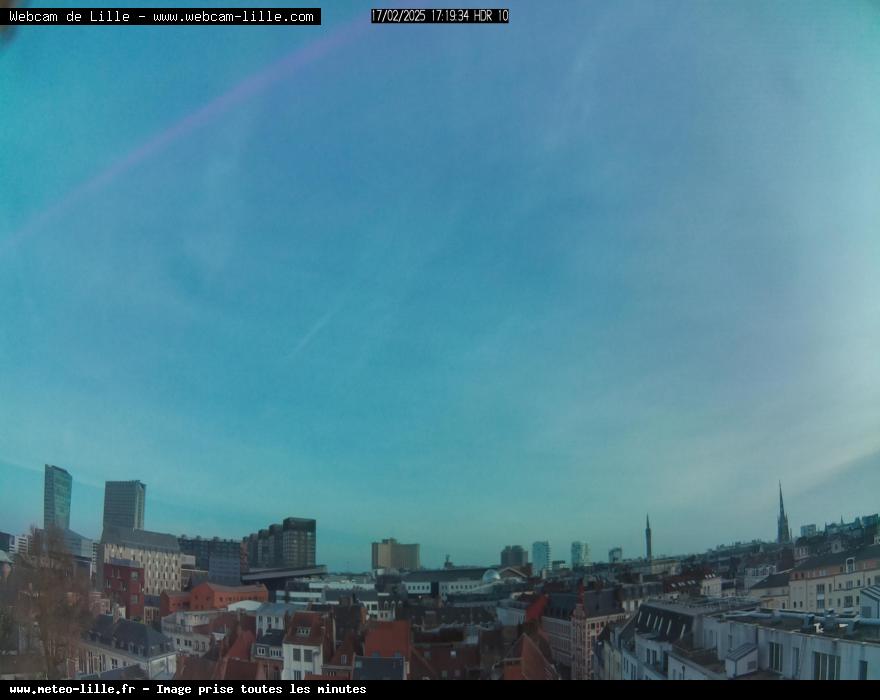 Webcam de Lille - www.webcam-lille.com
17/02/2025 17:19:34 HDR 10
www.meteo-lille.fr - Image prise toutes les minutes